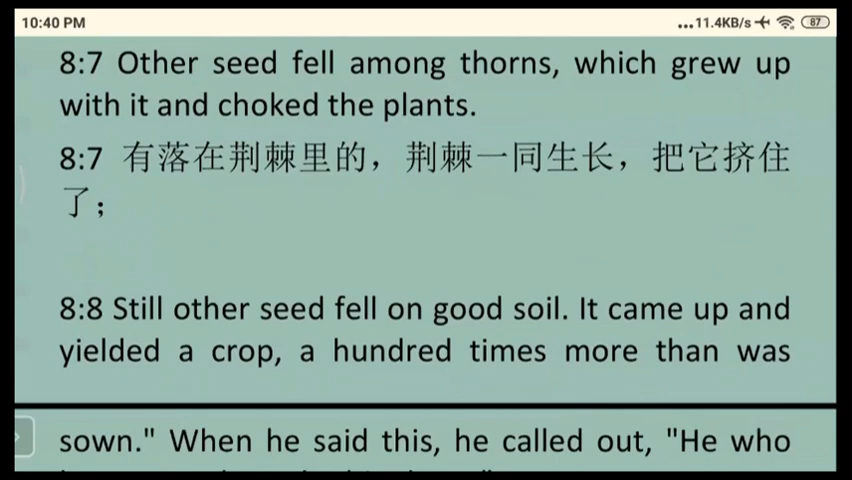 10:40 PM
...11.4KB/s 87
8:7 Other seed fell among thorns, which grew up
with it and choked the plants.
8:7 有落在荆棘里的，荆棘一同生长，把它挤住
了；
8:8 Still other seed fell on good soil. It came up and
yielded a crop, a hundred times more than was
sown." When he said this, he called out, "He who